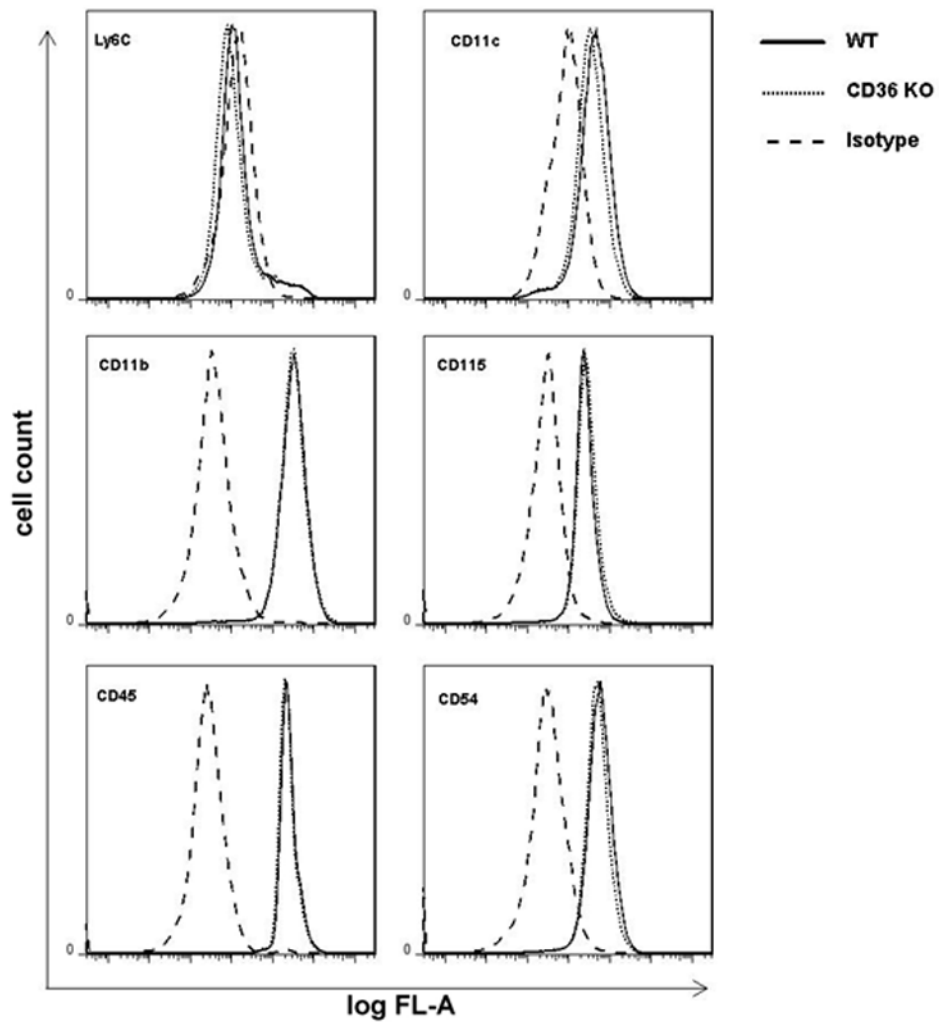 Ly6C
CD11c
WT
CD36 KO
Isotype
0
0
CD11b
CD115
0
0
CD45
CD54
0
0
cell count
log FL-A